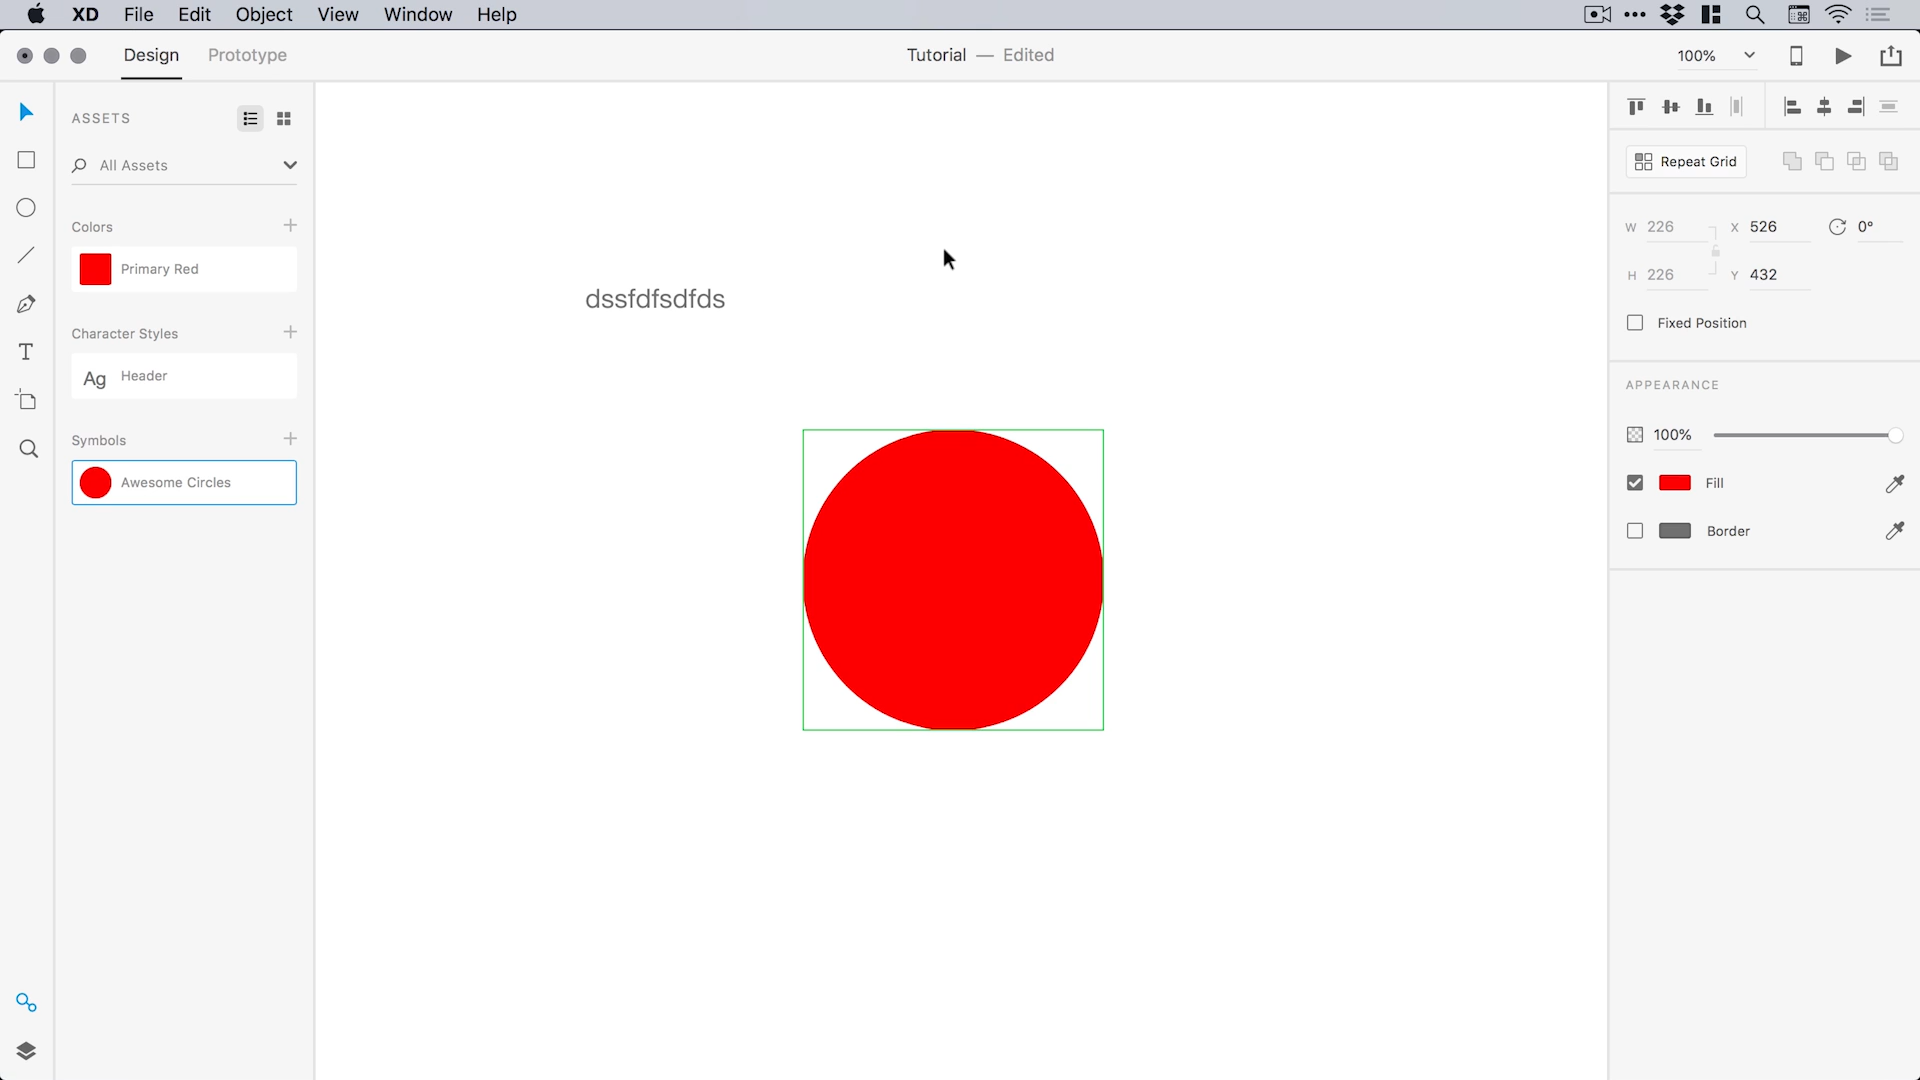 XD File Edit Object View Window Help
Design Prototype
Tutorial — Edited
100%
ASSETS
All Assets
Colors
Primary Red
Character Styles
Ag Header
Symbols
Awesome Circles
dssfdfsdfds
Repeat Grid
W 226 X 526 0°
H 226 Y 432
Fixed Position
APPEARANCE
100%
Fill
Border